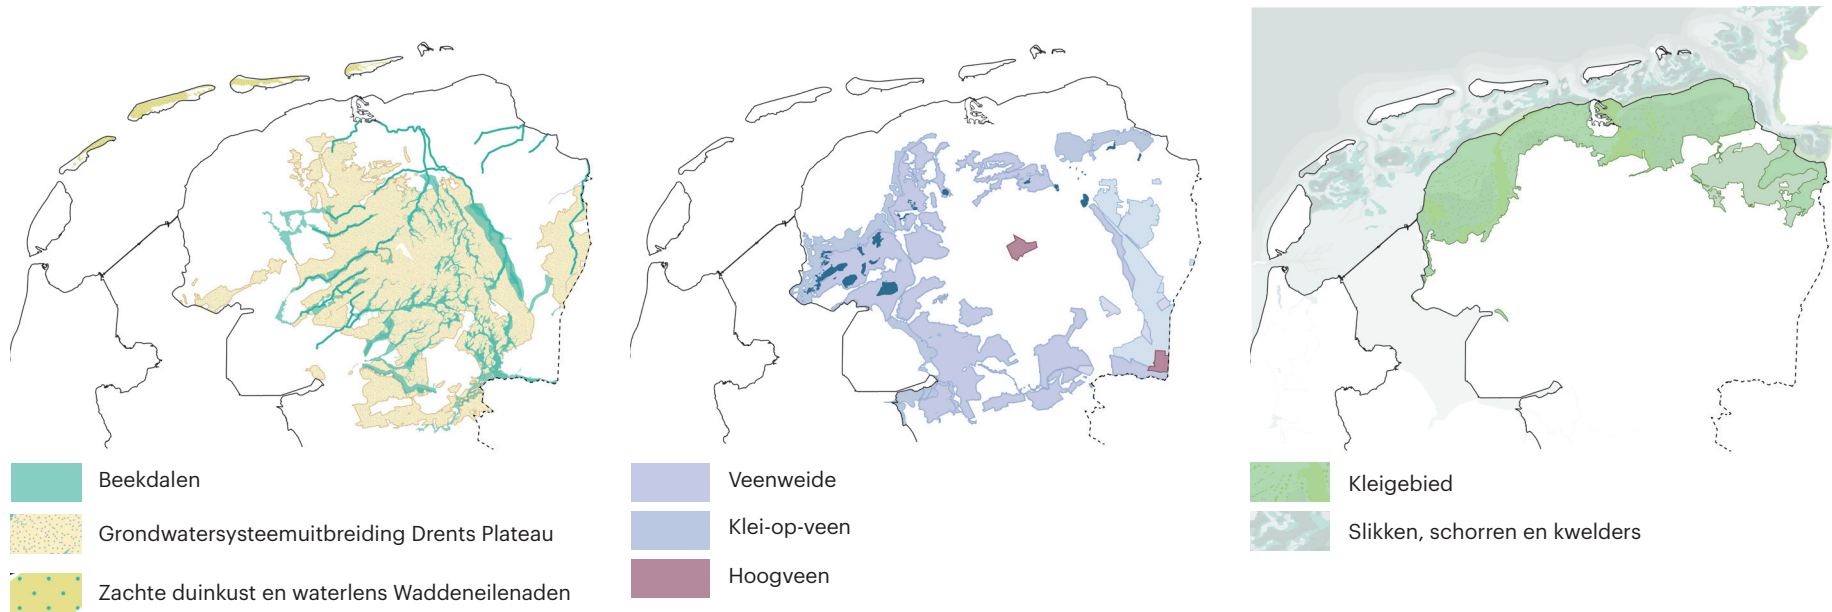 Beekdalen
Grondwatersysteemuitbreiding Drents Plateau
Zachte duinkust en waterlens Waddeneilenaden
Veenweide
Klei-op-veen
Hoogveen
Kleigebied
Slikken, schorren en kwelders